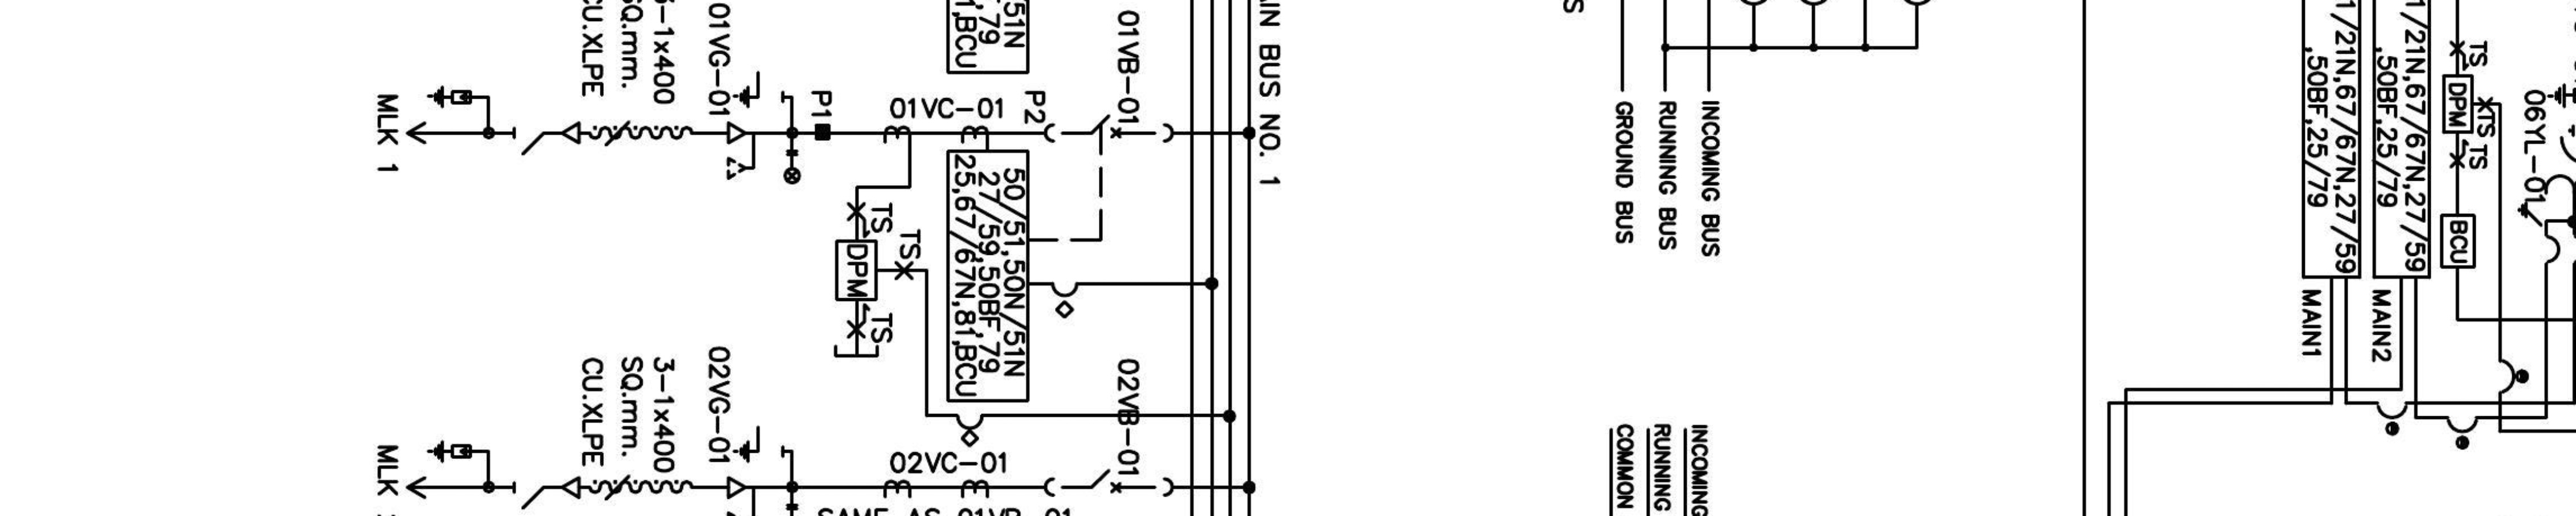 01VG-01
3-1x400
SQ.mm.
CU.XLPE
MLK 1
P1
01VC-01
P2
01VB-01
51N
,79
,BCU
MAIN BUS NO. 1
50/51,50N/51N
27/59,50BF,79
25,67/67N,81,BCU
TS
TS
DPM
TS
02VG-01
3-1x400
SQ.mm.
CU.XLPE
MLK
02VC-01
02VB-01
SAME AS 01VB-01
INCOMING BUS
RUNNING BUS
GROUND BUS
INCOMING
RUNNING
COMMON
1/21N,67/67N,27/59
,50BF,25/79
MAIN1
1/21N,67/67N,27/59
,50BF,25/79
MAIN2
TS
DPM
TS
TS
BCU
06YL-01